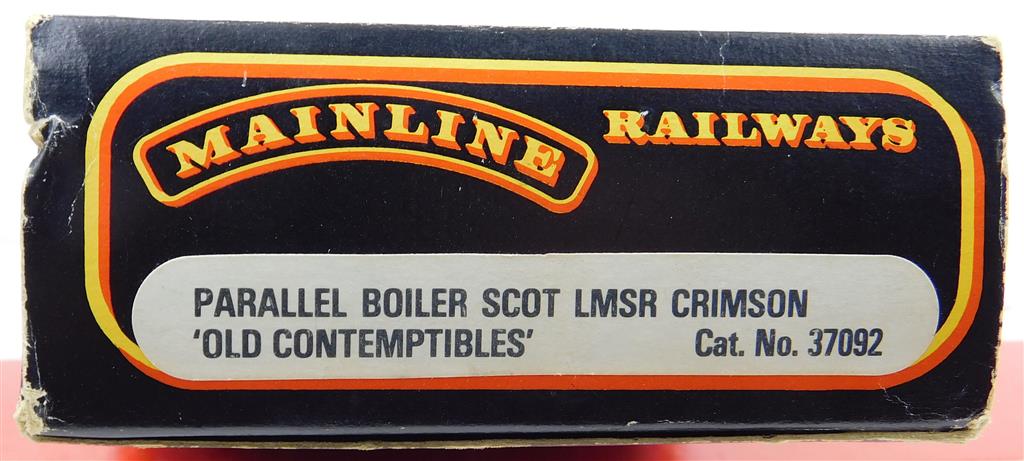 MAINLINE RAILWAYS
PARALLEL BOILER SCOT LMSR CRIMSON
'OLD CONTEMPTIBLES' Cat. No. 37092